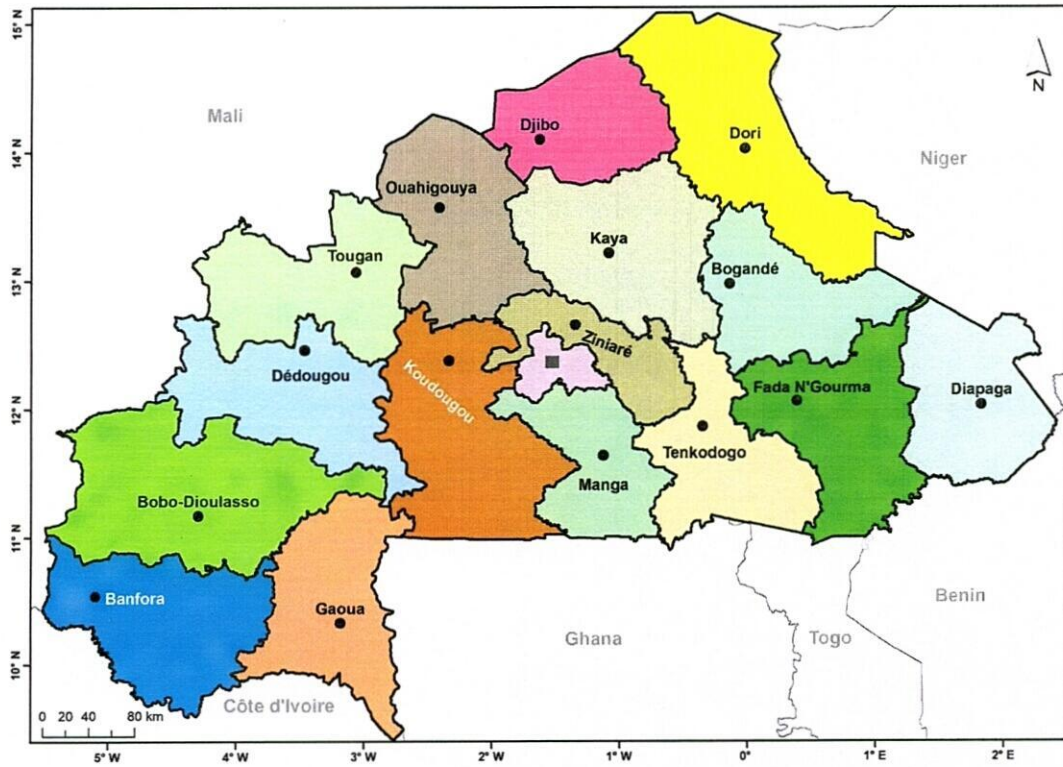 15° N
14° N
13° N
12° N
11° N
10° N
Mali
N
Djibo
Dori
Niger
Ouahigouya
Kaya
Tougan
Bogandé
Ziniaré
Dédougou
Koudougou
Fada N'Gourma
Diapaga
Tenkodogo
Manga
Bobo-Dioulasso
Banfora
Gaoua
Ghana
Togo
Benin
Côte d'Ivoire
0 20 40 80 km
5° W 4° W 3° W 2° W 1° W 0° 1° E 2° E